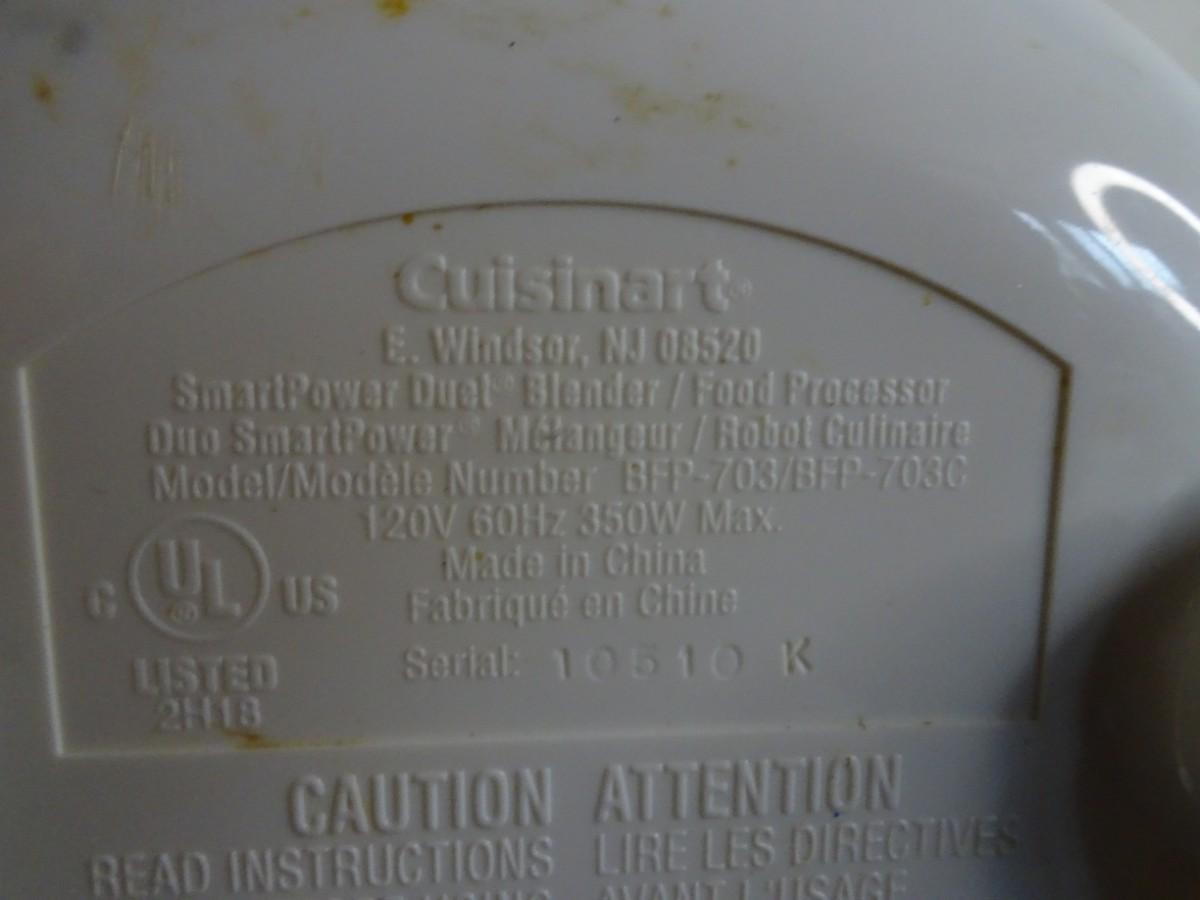 Cuisinart®
E. Windsor, NJ 08520
SmartPower Duet® Blender / Food Processor
Duo SmartPower® Mélangeur / Robot Culinaire
Model/Modèle Number BFP-703/BFP-703C
120V 60Hz 350W Max.
Made in China
Fabriqué en Chine
Serial: 10510 K
C UL US
LISTED
2H18
CAUTION
READ INSTRUCTIONS
ATTENTION
LIRE LES DIRECTIVES
AVANT L'USAGE